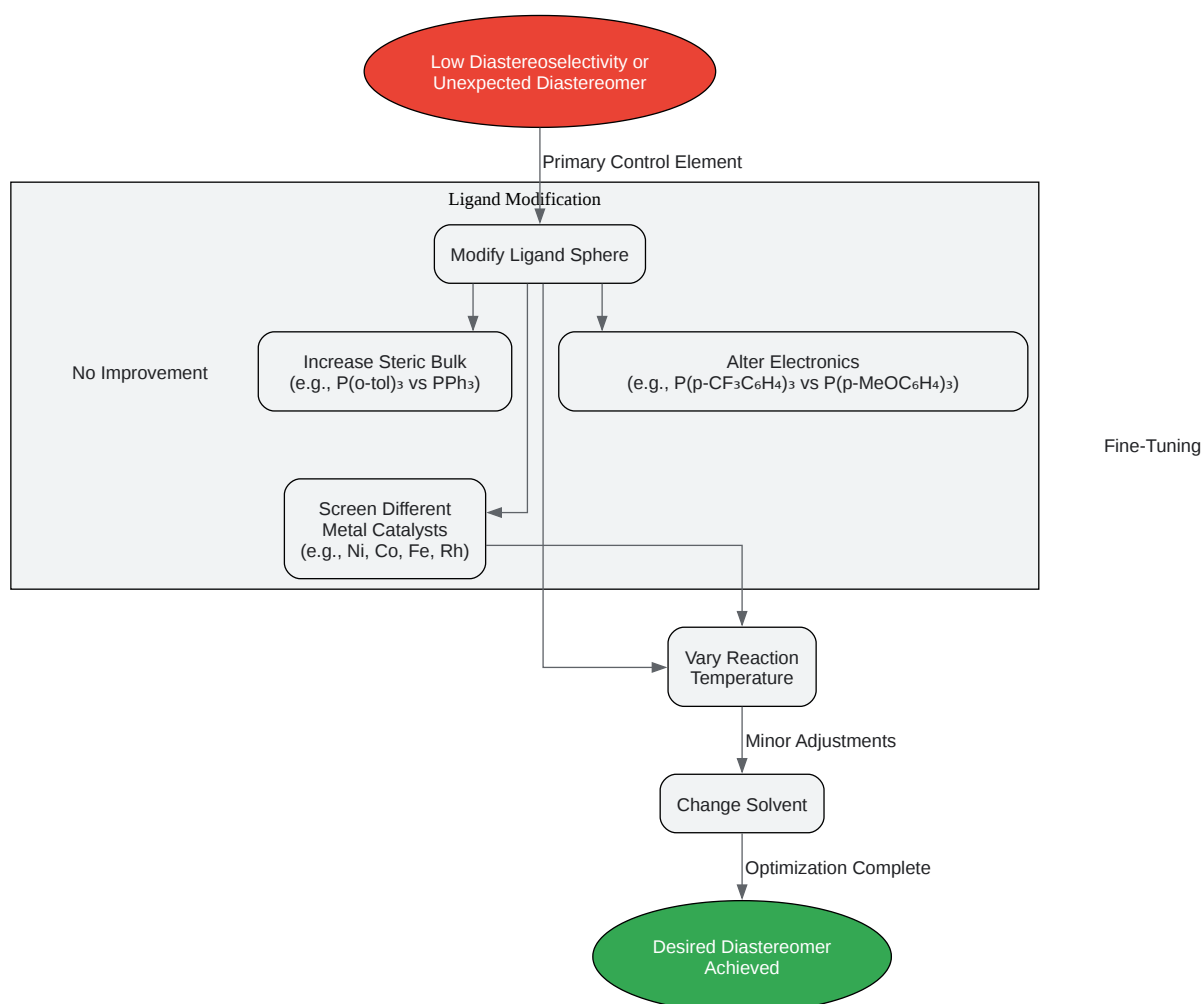 Low Diastereoselectivity or
Unexpected Diastereomer
Primary Control Element
Ligand Modification
Modify Ligand Sphere
No Improvement
Increase Steric Bulk
(e.g., P(o-tol)₃ vs PPh₃)
Alter Electronics
(e.g., P(p-CF₃C₆H₄)₃ vs P(p-MeOC₆H₄)₃)
Fine-Tuning
Screen Different
Metal Catalysts
(e.g., Ni, Co, Fe, Rh)
Vary Reaction
Temperature
Minor Adjustments
Change Solvent
Optimization Complete
Desired Diastereomer
Achieved